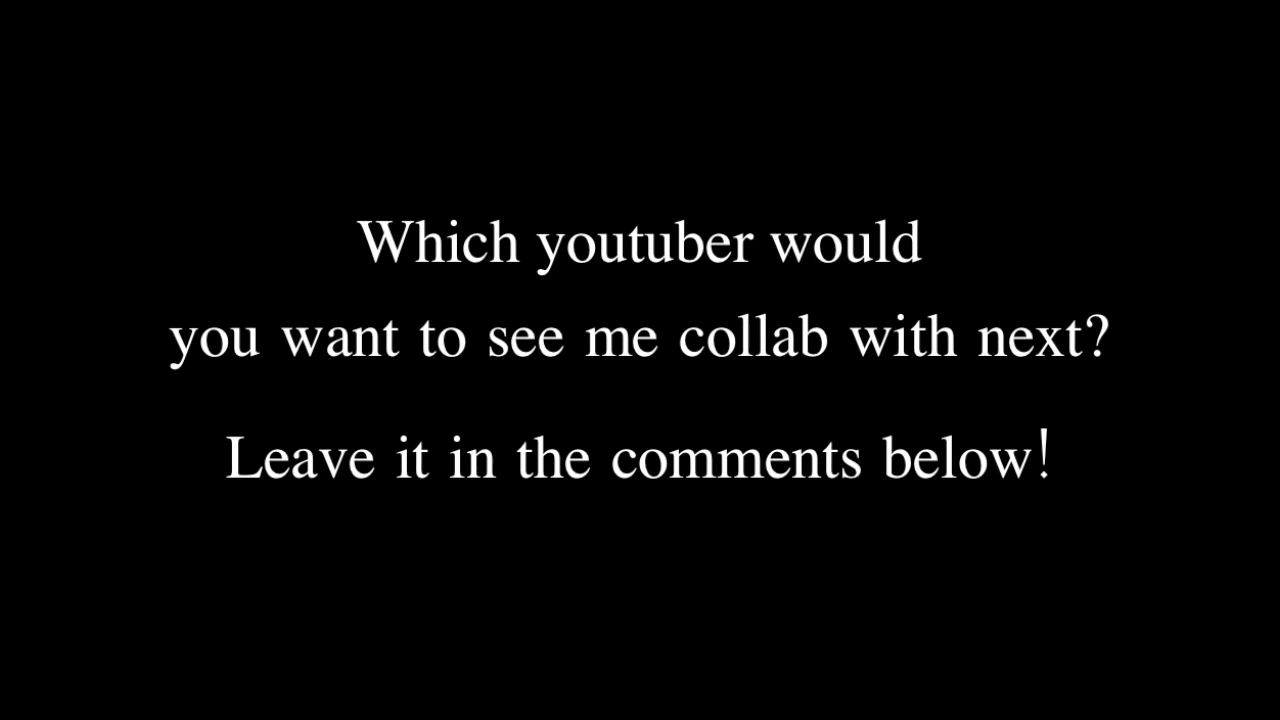 Which youtuber would
you want to see me collab with next?
Leave it in the comments below!